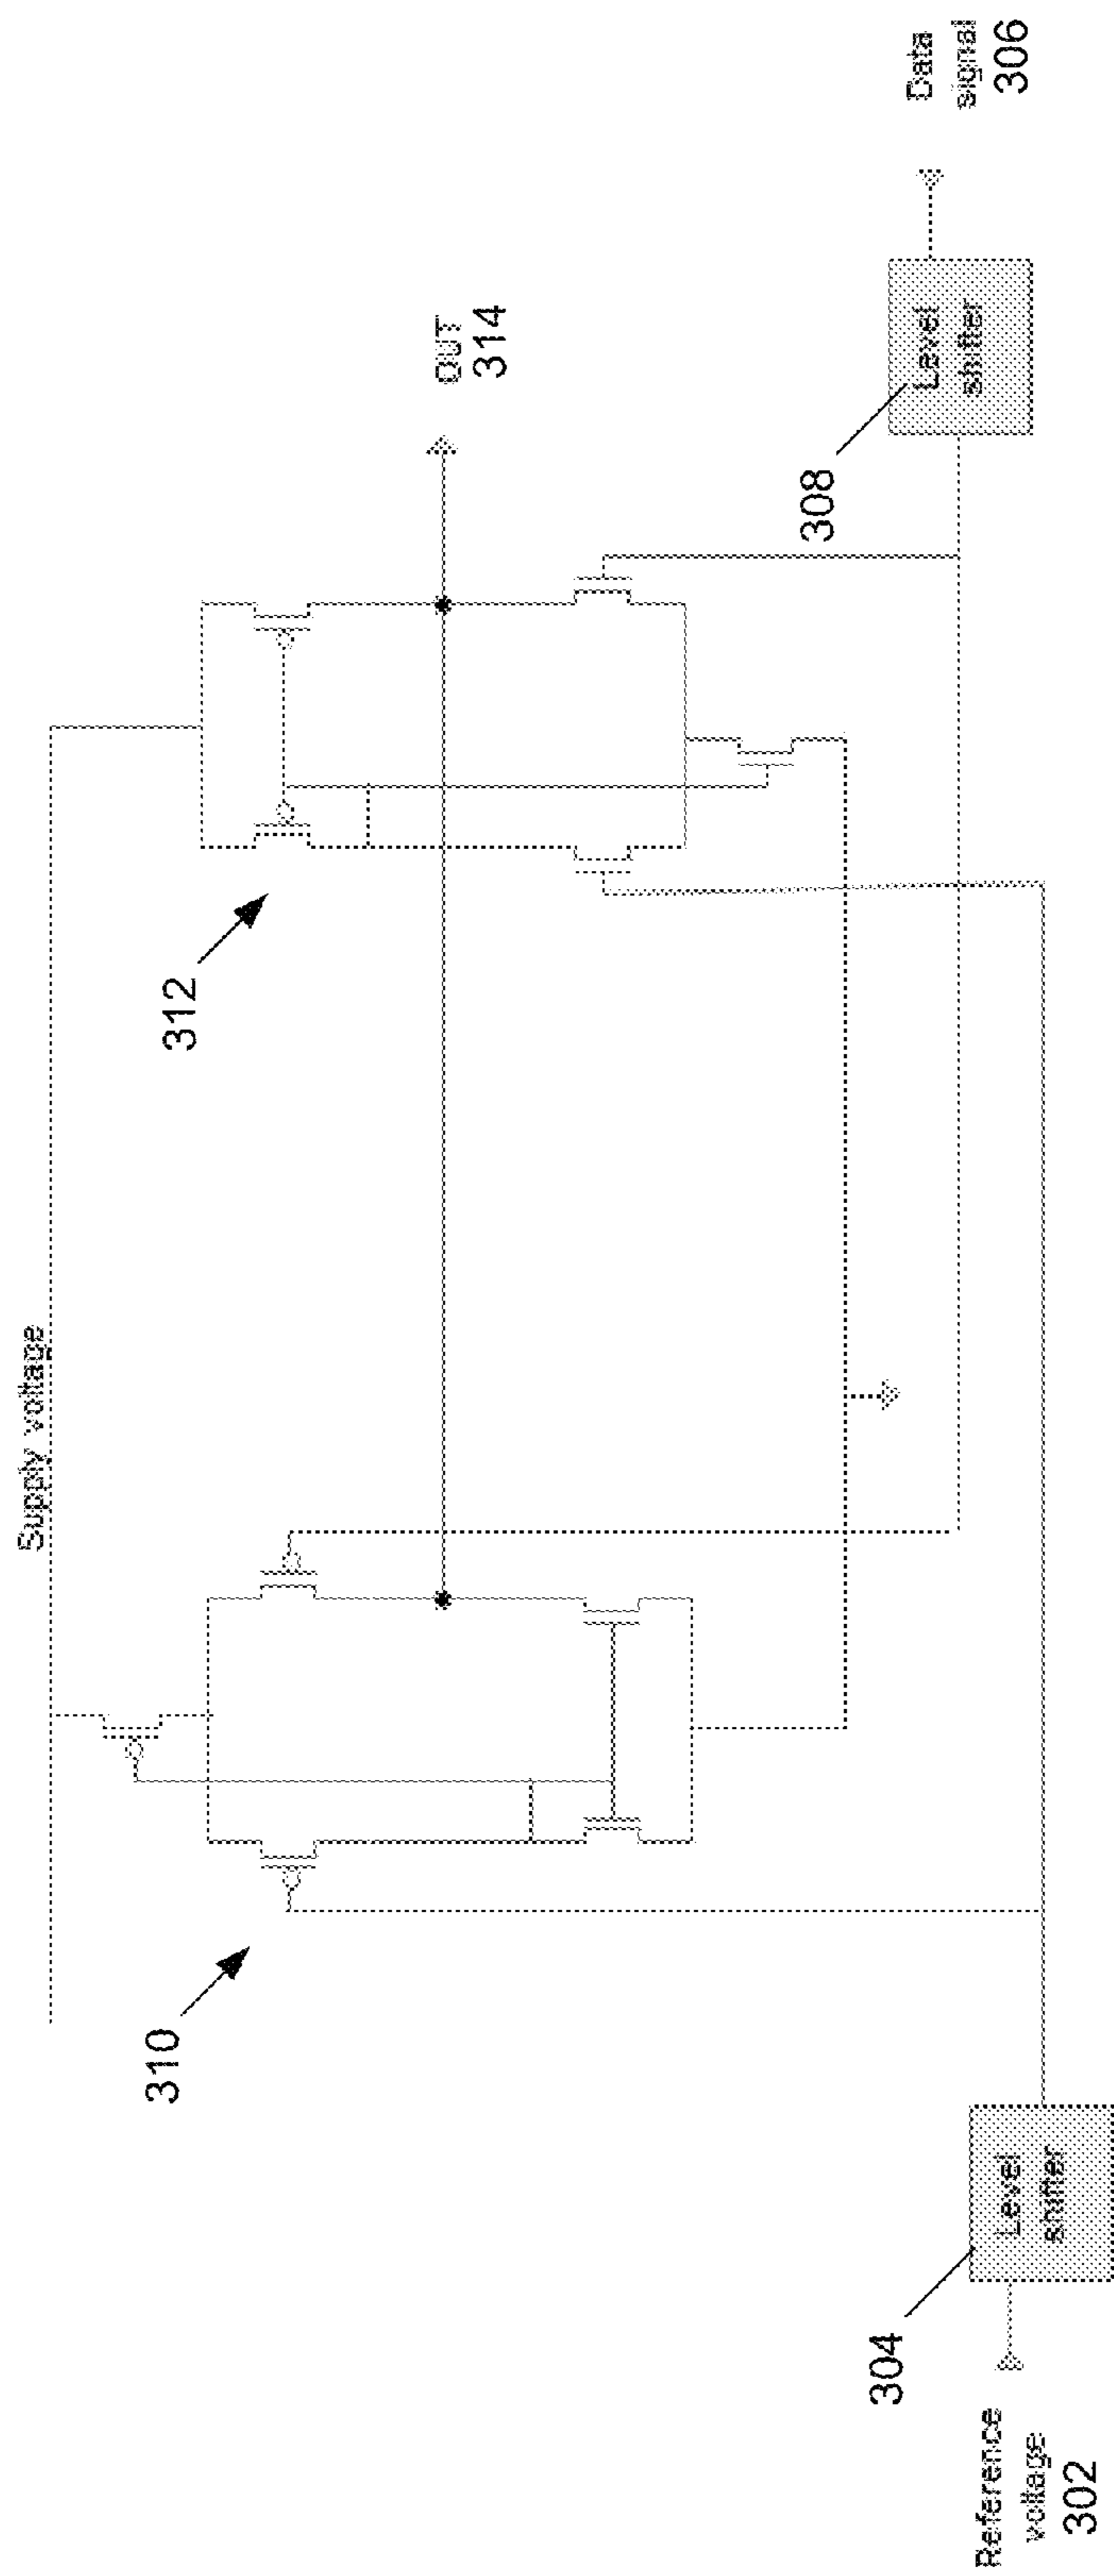 Supply voltage
310
312
OUT
314
308
Level
shifter
Data
signal
306
304
Level
shifter
Reference
voltage
302